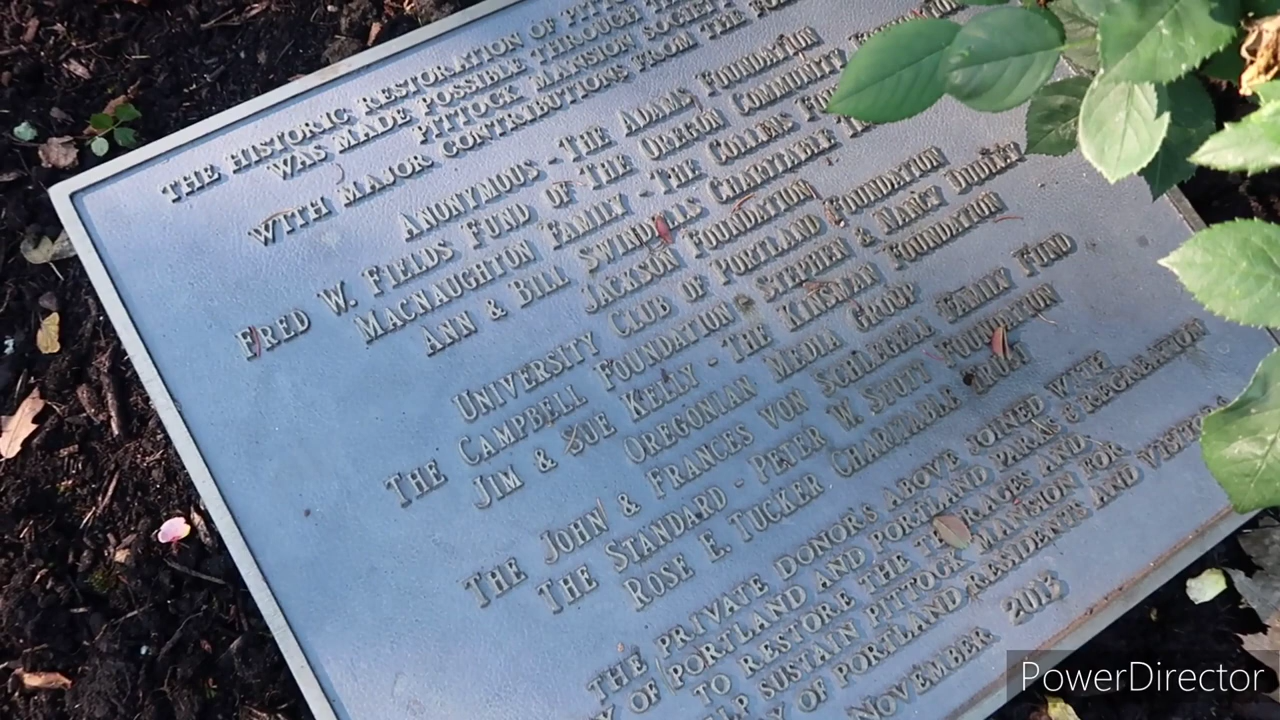 THE HISTORIC RESTORATION OF PITTOCK
WAS MADE POSSIBLE THROUGH THE
PITTOCK MANSION SOCIETY
WITH MAJOR CONTRIBUTIONS FROM THE
ANONYMOUS - THE ADAMS FOUNDATION
FRED W. FIELDS FUND OF THE OREGON COMMUNITY
MACNAUGHTON FAMILY - THE COLLINS
ANN & BILL SWINDELLS CHARITABLE
JACKSON FOUNDATION
UNIVERSITY CLUB OF PORTLAND FOUNDATION
THE CAMPBELL FOUNDATION STEPHEN & NANCY DUDLEY
JIM & SUE KELLY - THE KINSMAN FOUNDATION
OREGONIAN MEDIA GROUP
THE JOHN & FRANCES VON SCHLEGELL FAMILY FUND
THE STANDARD - PETER W. STOTT FOUNDATION
ROSE E. TUCKER CHARITABLE TRUST
THE PRIVATE DONORS ABOVE JOINED WITH
OF PORTLAND AND PORTLAND PARKS & RECREATION
TO RESTORE THE TERRACES AND
SUSTAIN PITTOCK MANSION FOR
OF PORTLAND RESIDENTS AND VISITORS
NOVEMBER 2013
PowerDirector